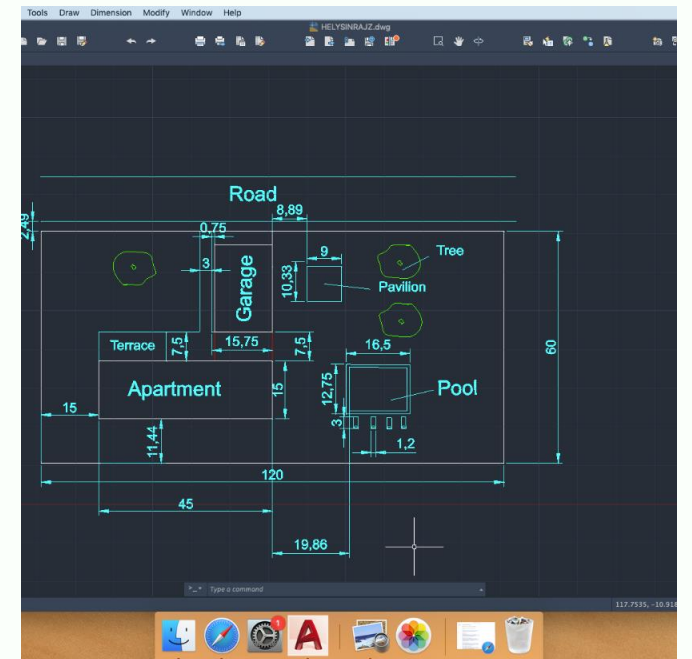 Tools Draw Dimension Modify Window Help
HELYSINRAJZ.dwg
Road
8,89
2,49
0,75
3
9
Tree
10,33
Garage
Pavilion
Terrace
7,5
15,75
7,5
16,5
60
Apartment
15
12,75
Pool
15
3
11,44
1,2
120
45
19,86
Type a command
117.7535, -10.918
1